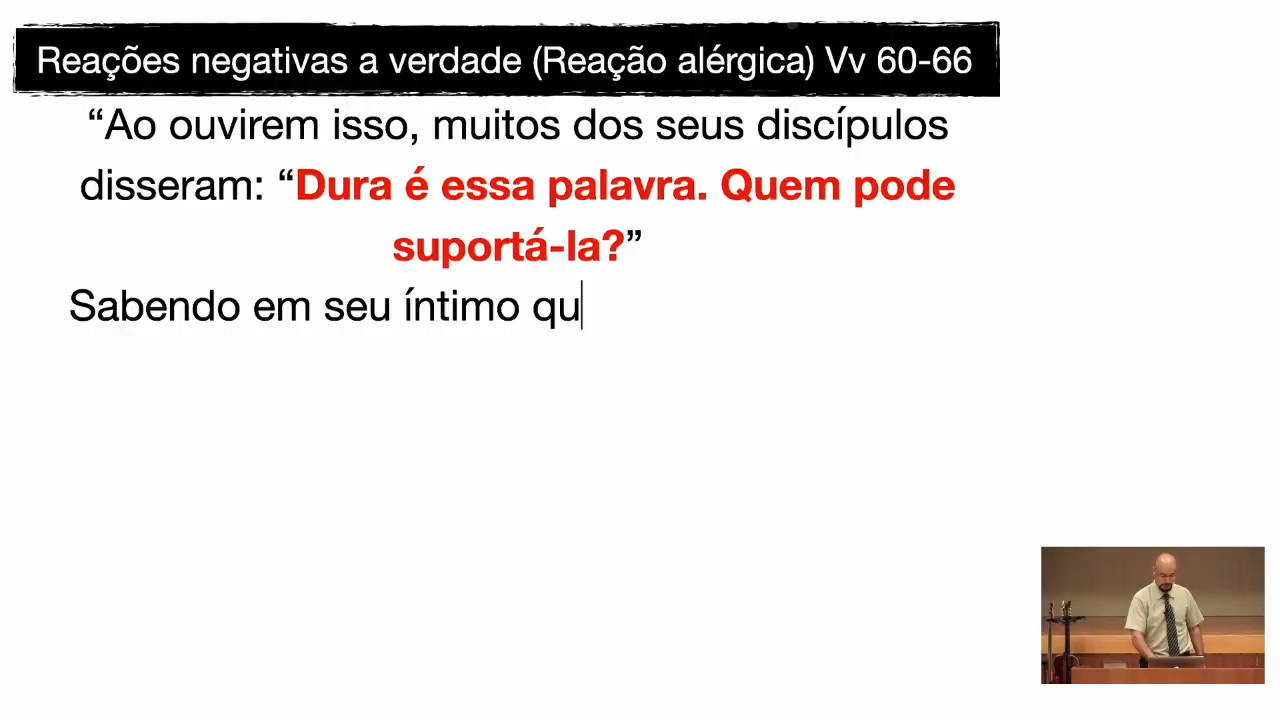 Reações negativas a verdade (Reação alérgica) Vv 60-66
“Ao ouvirem isso, muitos dos seus discípulos
disseram: “Dura é essa palavra. Quem pode
suportá-la?”
Sabendo em seu íntimo qu